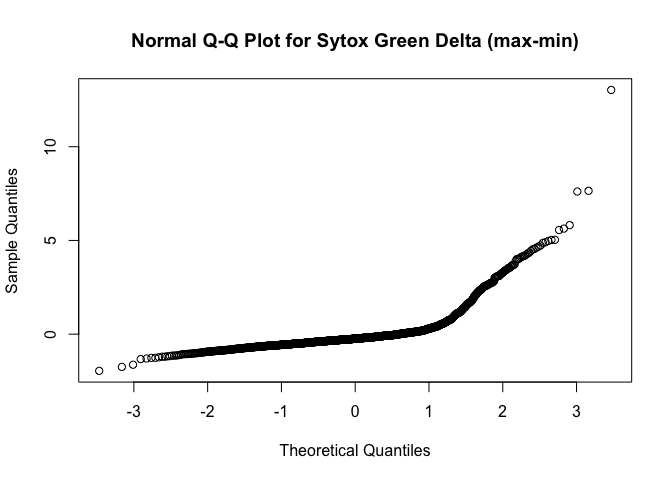 Normal Q-Q Plot for Sytox Green Delta (max-min)
10
5
0
Sample Quantiles
-3 -2 -1 0 1 2 3
Theoretical Quantiles